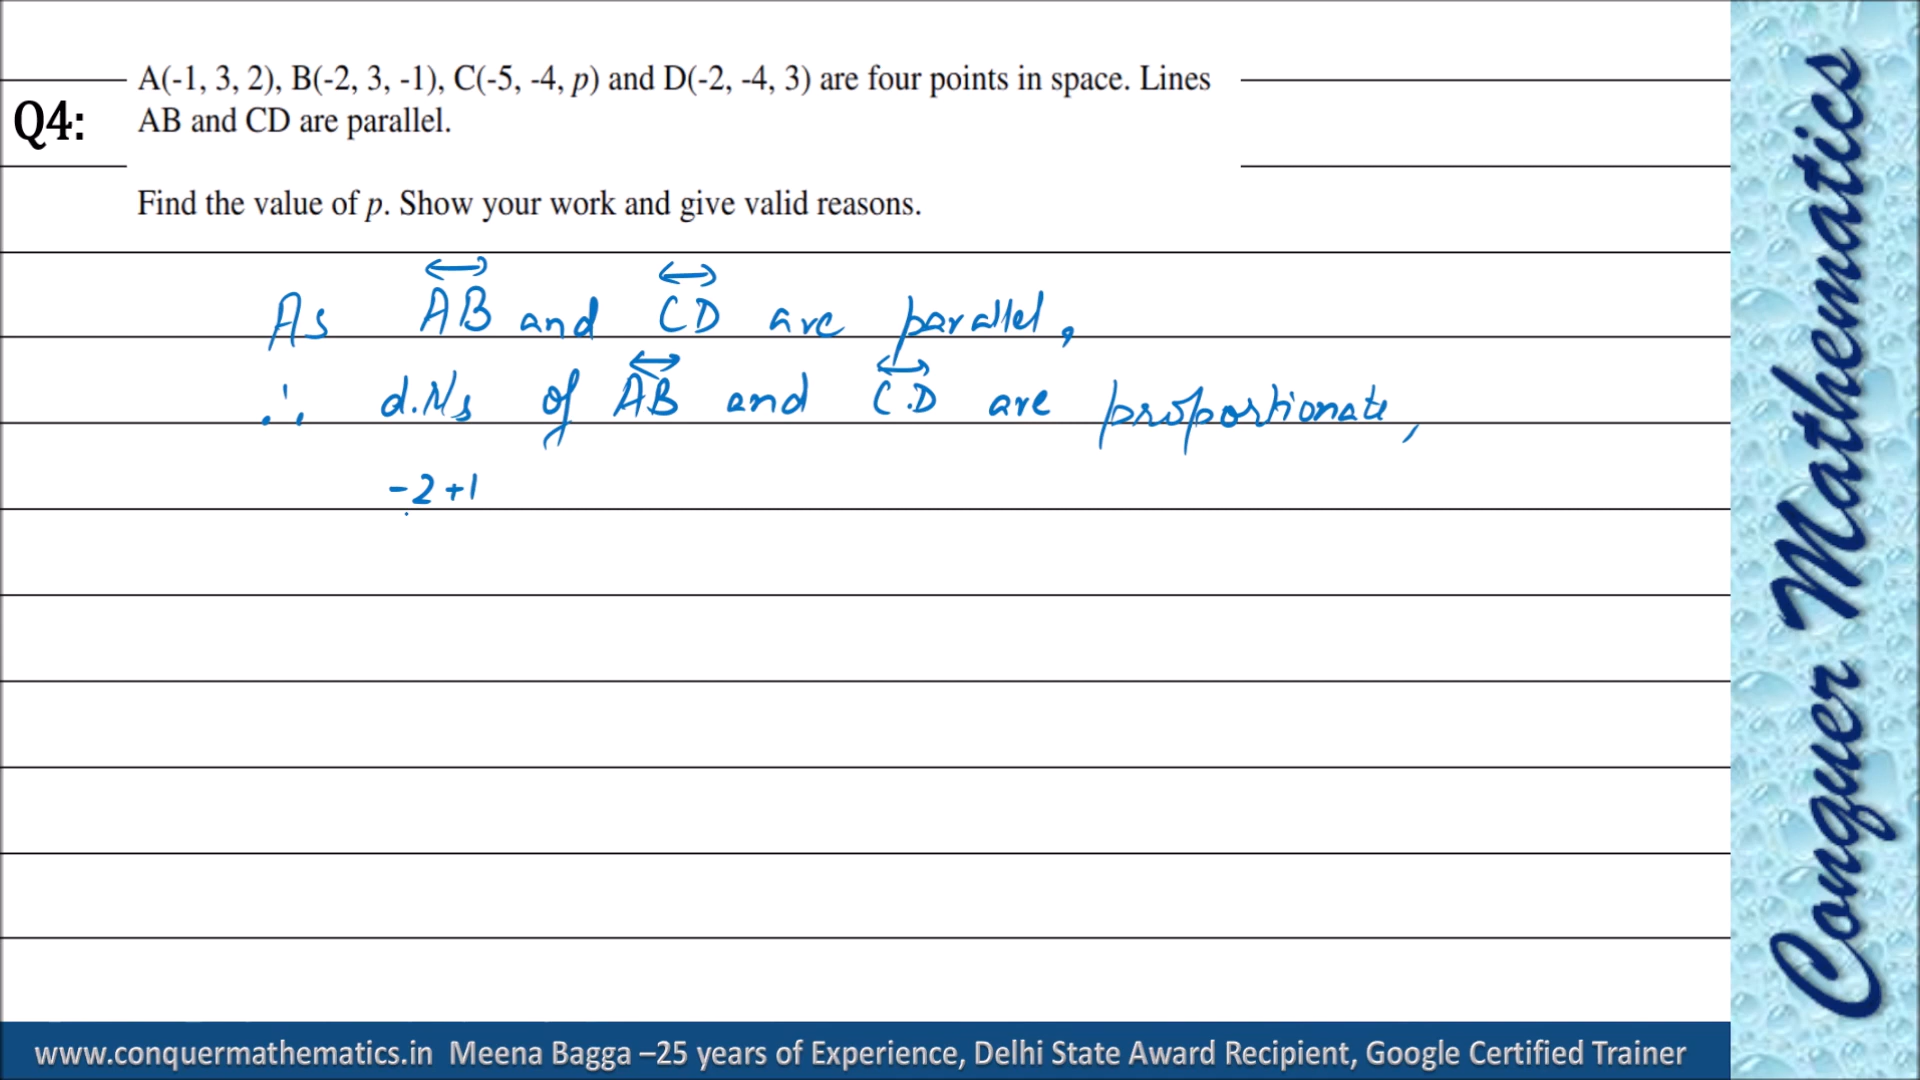 A(-1, 3, 2), B(-2, 3, -1), C(-5, -4, p) and D(-2, -4, 3) are four points in space. Lines
Q4: AB and CD are parallel.
Find the value of p. Show your work and give valid reasons.
As AB and CD are parallel,
∴ d.Ns of AB and C.D are proportionate,
-2+1
www.conquermathematics.in Meena Bagga –25 years of Experience, Delhi State Award Recipient, Google Certified Trainer
Conquer Mathematics